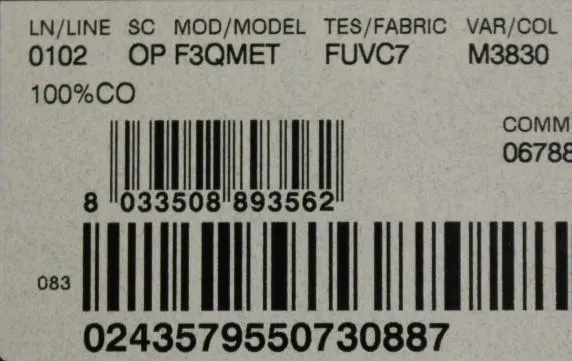 LN/LINE SC MOD/MODEL TES/FABRIC VAR/COL
0102 OP F3QMET FUVC7 M3830
100%CO
COMM
06788
8 033508 893562
083
0243579550730887